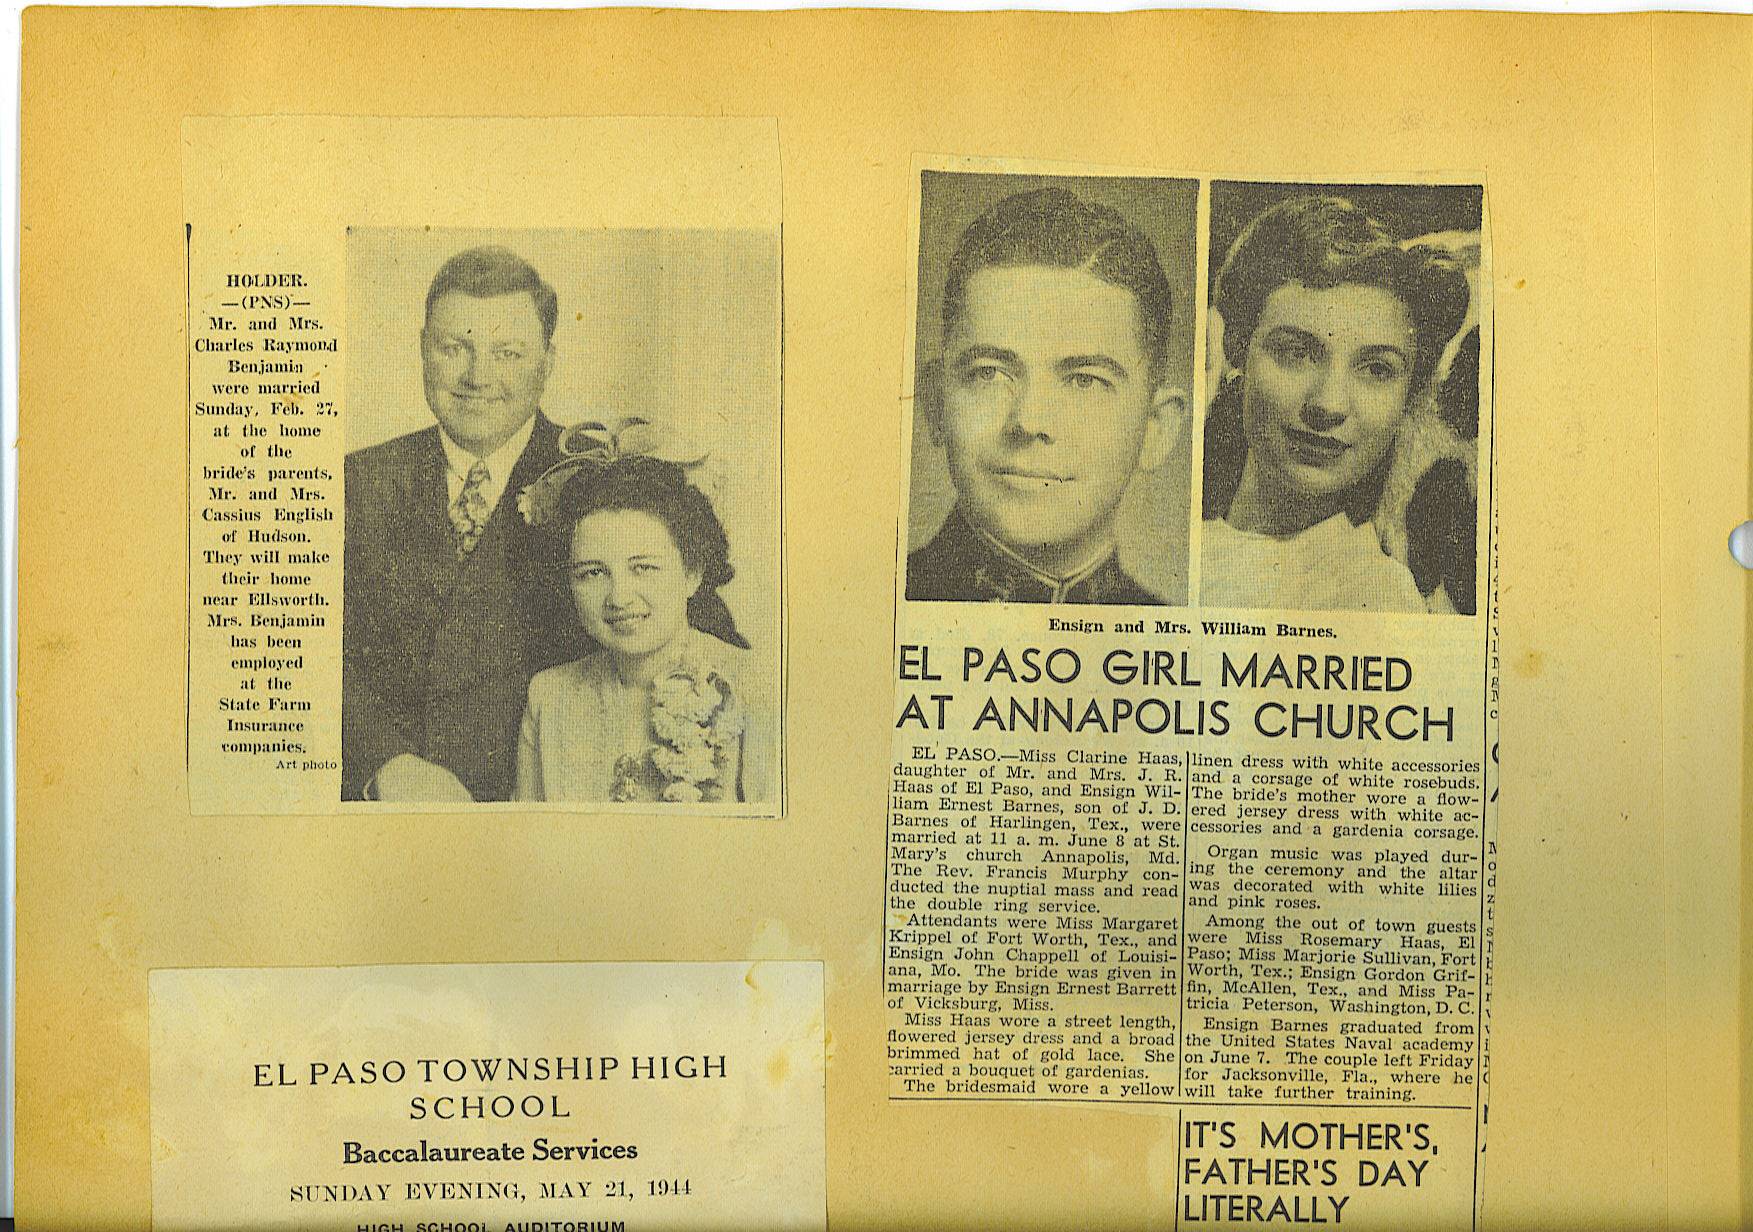 HOLDER.
—(PNS)—
Mr. and Mrs.
Charles Raymond
Benjamin
were married
Sunday, Feb. 27,
at the home
of the
bride's parents,
Mr. and Mrs.
Cassius English
of Hudson.
They will make
their home
near Ellsworth.
Mrs. Benjamin
has been
employed
at the
State Farm
Insurance
companies.
Art photo
EL PASO TOWNSHIP HIGH
SCHOOL
Baccalaureate Services
SUNDAY EVENING, MAY 21, 1944
HIGH SCHOOL AUDITORIUM
Ensign and Mrs. William Barnes.
EL PASO GIRL MARRIED
AT ANNAPOLIS CHURCH
EL PASO.—Miss Clarine Haas,
daughter of Mr. and Mrs. J. R.
Haas of El Paso, and Ensign Wil-
liam Ernest Barnes, son of J. D.
Barnes of Harlingen, Tex., were
married at 11 a. m. June 8 at St.
Mary's church Annapolis, Md.
The Rev. Francis Murphy con-
ducted the nuptial mass and read
the double ring service.
Attendants were Miss Margaret
Krippel of Fort Worth, Tex., and
Ensign John Chappell of Louisi-
ana, Mo. The bride was given in
marriage by Ensign Ernest Barrett
of Vicksburg, Miss.
Miss Haas wore a street length,
flowered jersey dress and a broad
brimmed hat of gold lace. She
carried a bouquet of gardenias.
The bridesmaid wore a yellow
linen dress with white accessories
and a corsage of white rosebuds.
The bride's mother wore a flow-
ered jersey dress with white ac-
cessories and a gardenia corsage.
Organ music was played dur-
ing the ceremony and the altar
was decorated with white lilies
and pink roses.
Among the out of town guests
were Miss Rosemary Haas, El
Paso; Miss Marjorie Sullivan, Fort
Worth, Tex.; Ensign Gordon Grif-
fin, McAllen, Tex., and Miss Pa-
tricia Peterson, Washington, D. C.
Ensign Barnes graduated from
the United States Naval academy
on June 7. The couple left Friday
for Jacksonville, Fla., where he
will take further training.
IT'S MOTHER'S,
FATHER'S DAY
LITERALLY